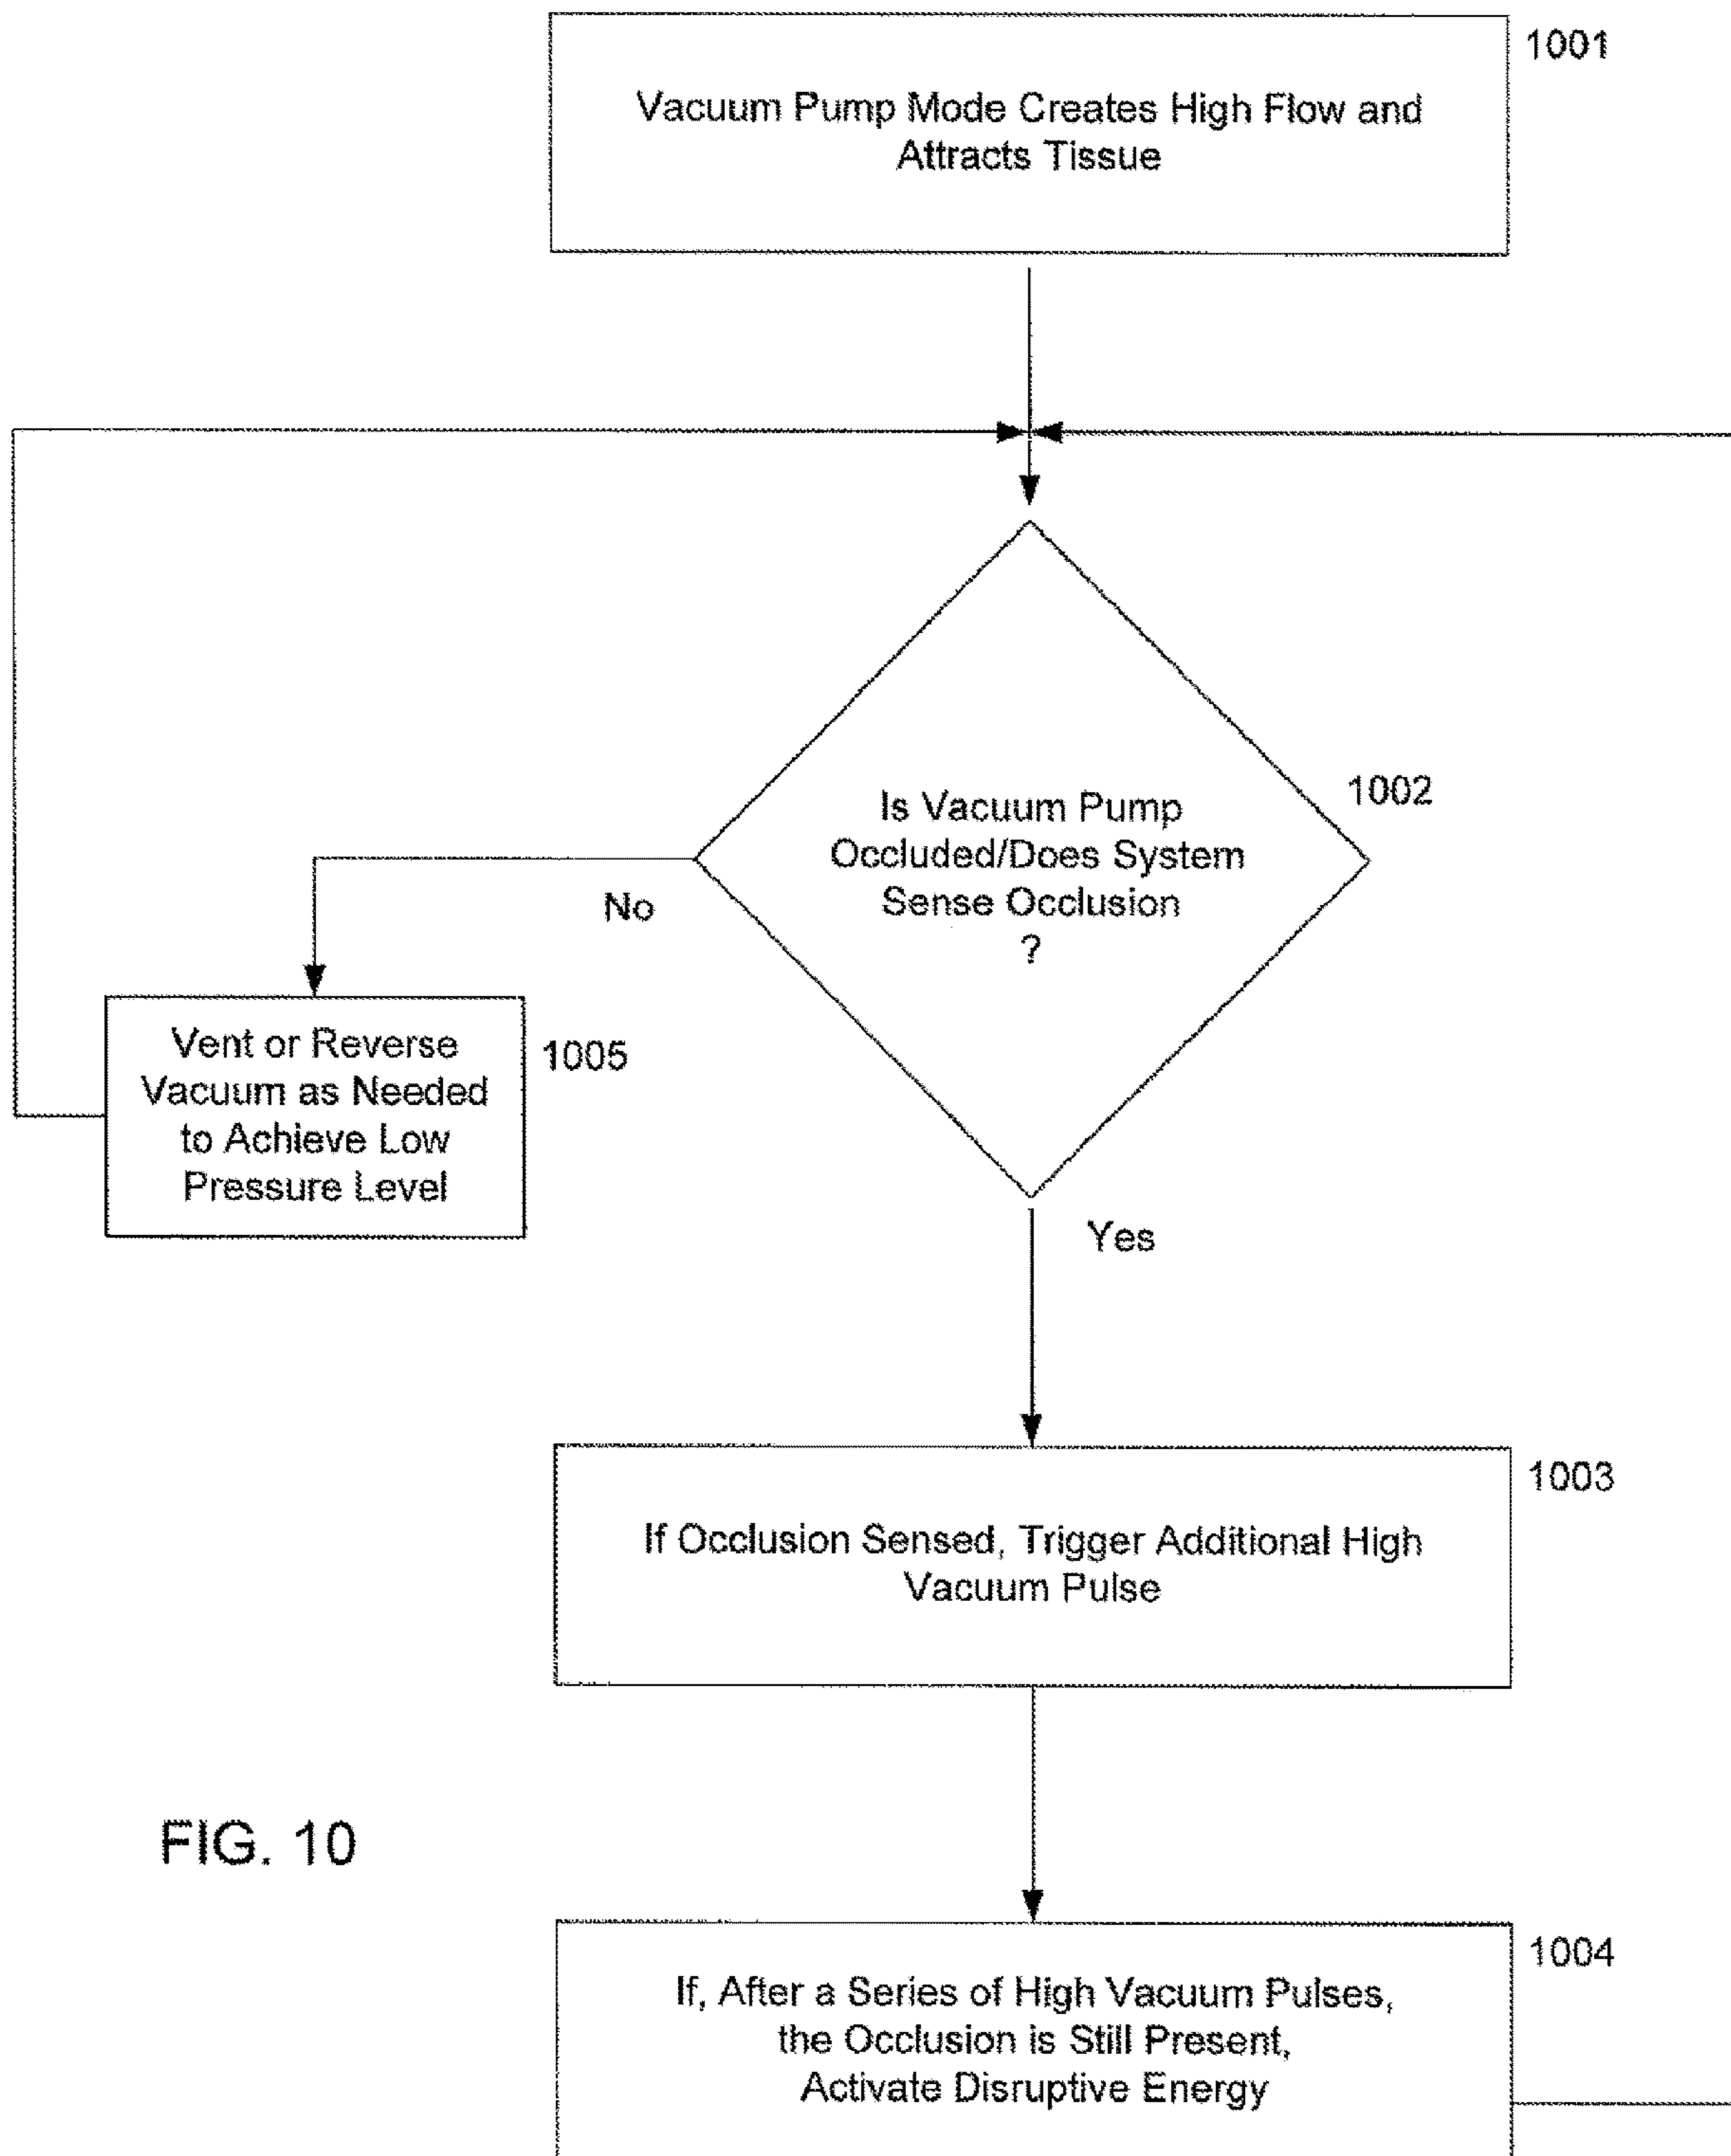 1001
Vacuum Pump Mode Creates High Flow and
Attracts Tissue
1002
Is Vacuum Pump
Occluded/Does System
Sense Occlusion
?
No
Vent or Reverse
Vacuum as Needed
to Achieve Low
Pressure Level
1005
Yes
1003
If Occlusion Sensed, Trigger Additional High
Vacuum Pulse
FIG. 10
1004
If, After a Series of High Vacuum Pulses,
the Occlusion is Still Present,
Activate Disruptive Energy